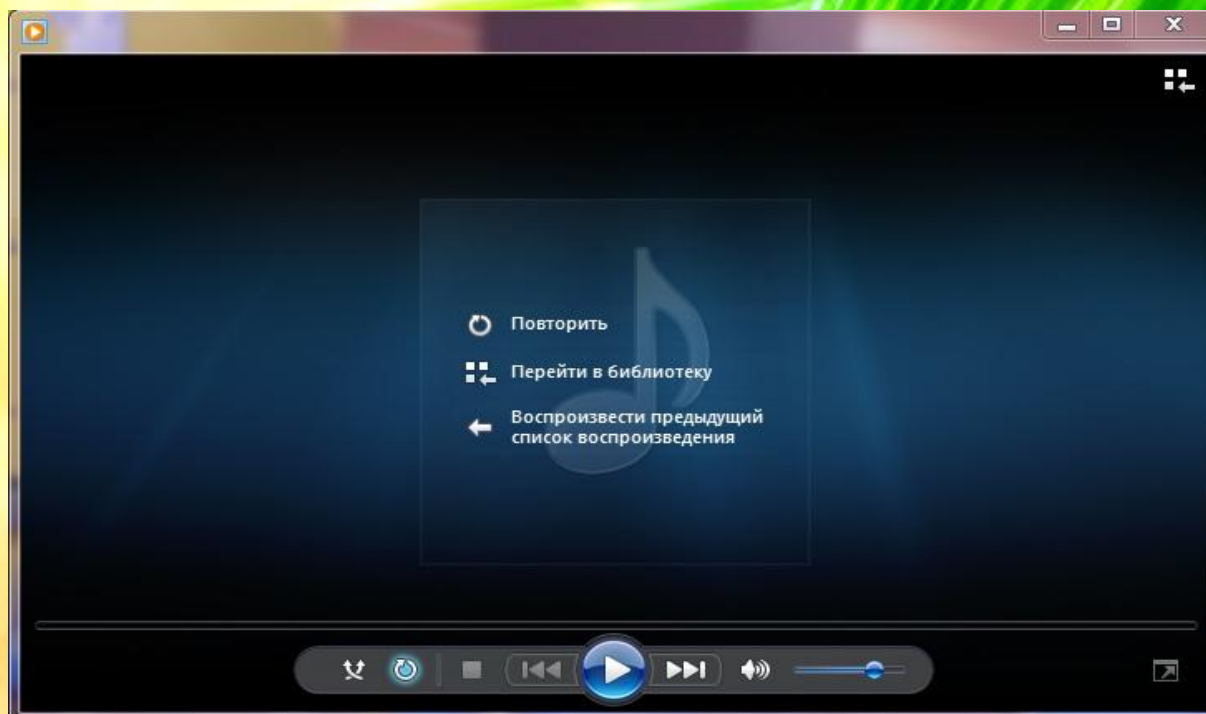 Повторить
Перейти в библиотеку
Воспроизвести предыдущий
список воспроизведения